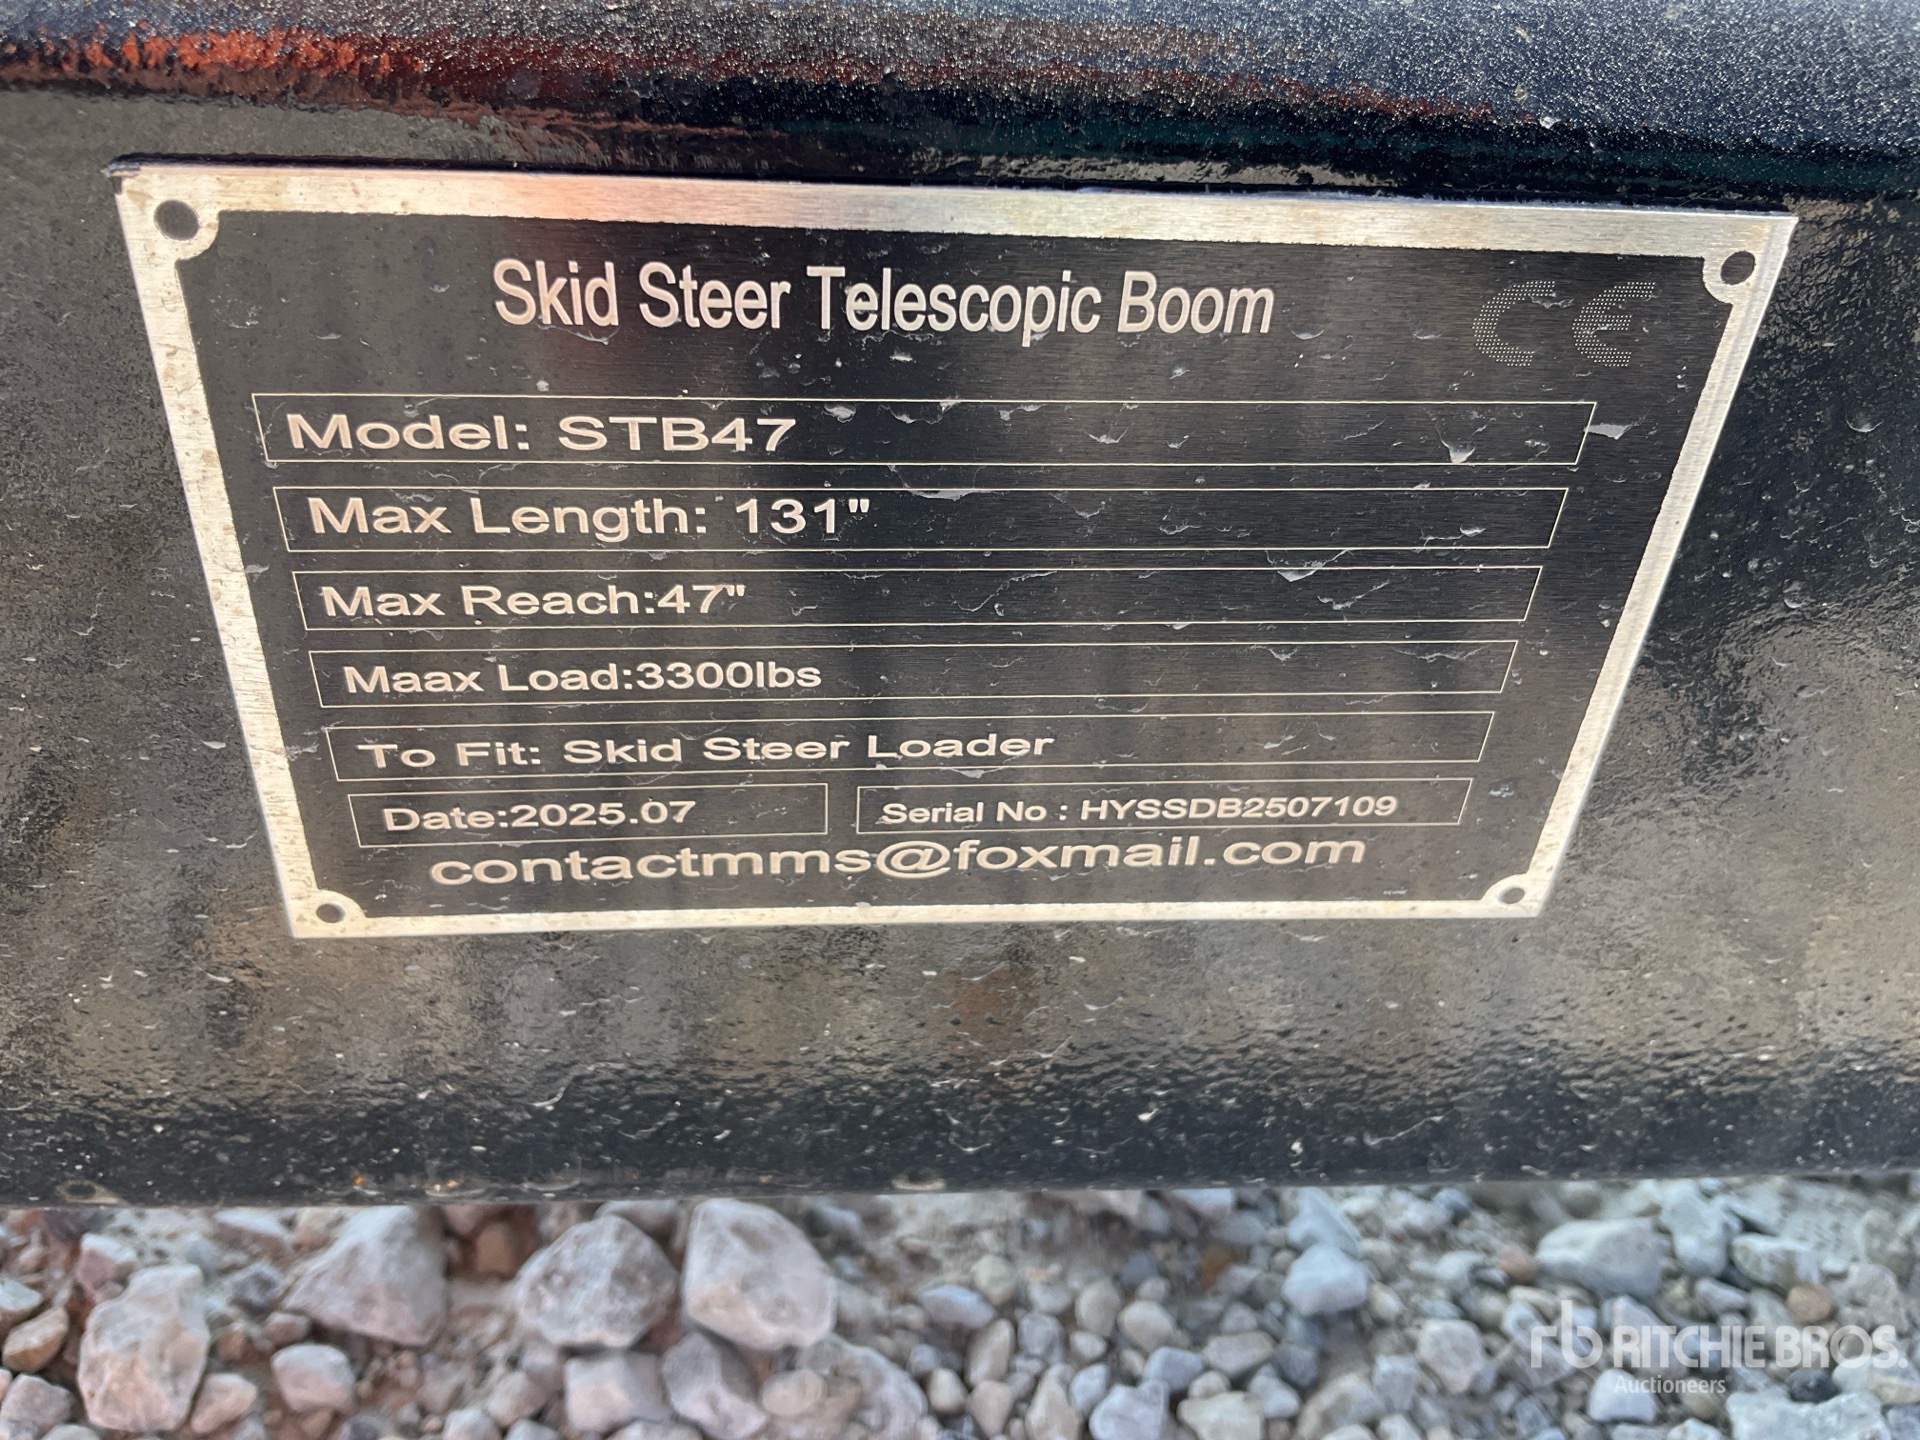 Skid Steer Telescopic Boom
CE
Model: STB47
Max Length: 131"
Max Reach:47"
Maax Load:3300lbs
To Fit: Skid Steer Loader
Date:2025.07
Serial No : HYSSDB2507109
contactmms@foxmail.com
rb RITCHIE BROS.
Auctioneers